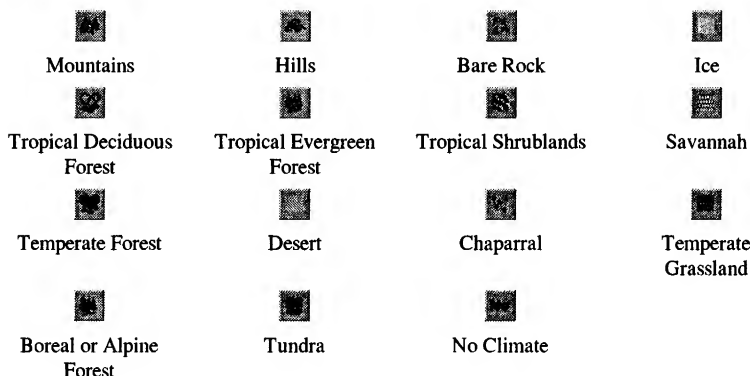 Mountains
Hills
Bare Rock
Ice
Tropical Deciduous
Forest
Tropical Evergreen
Forest
Tropical Shrublands
Savannah
Temperate Forest
Desert
Chaparral
Temperate
Grassland
Boreal or Alpine
Forest
Tundra
No Climate